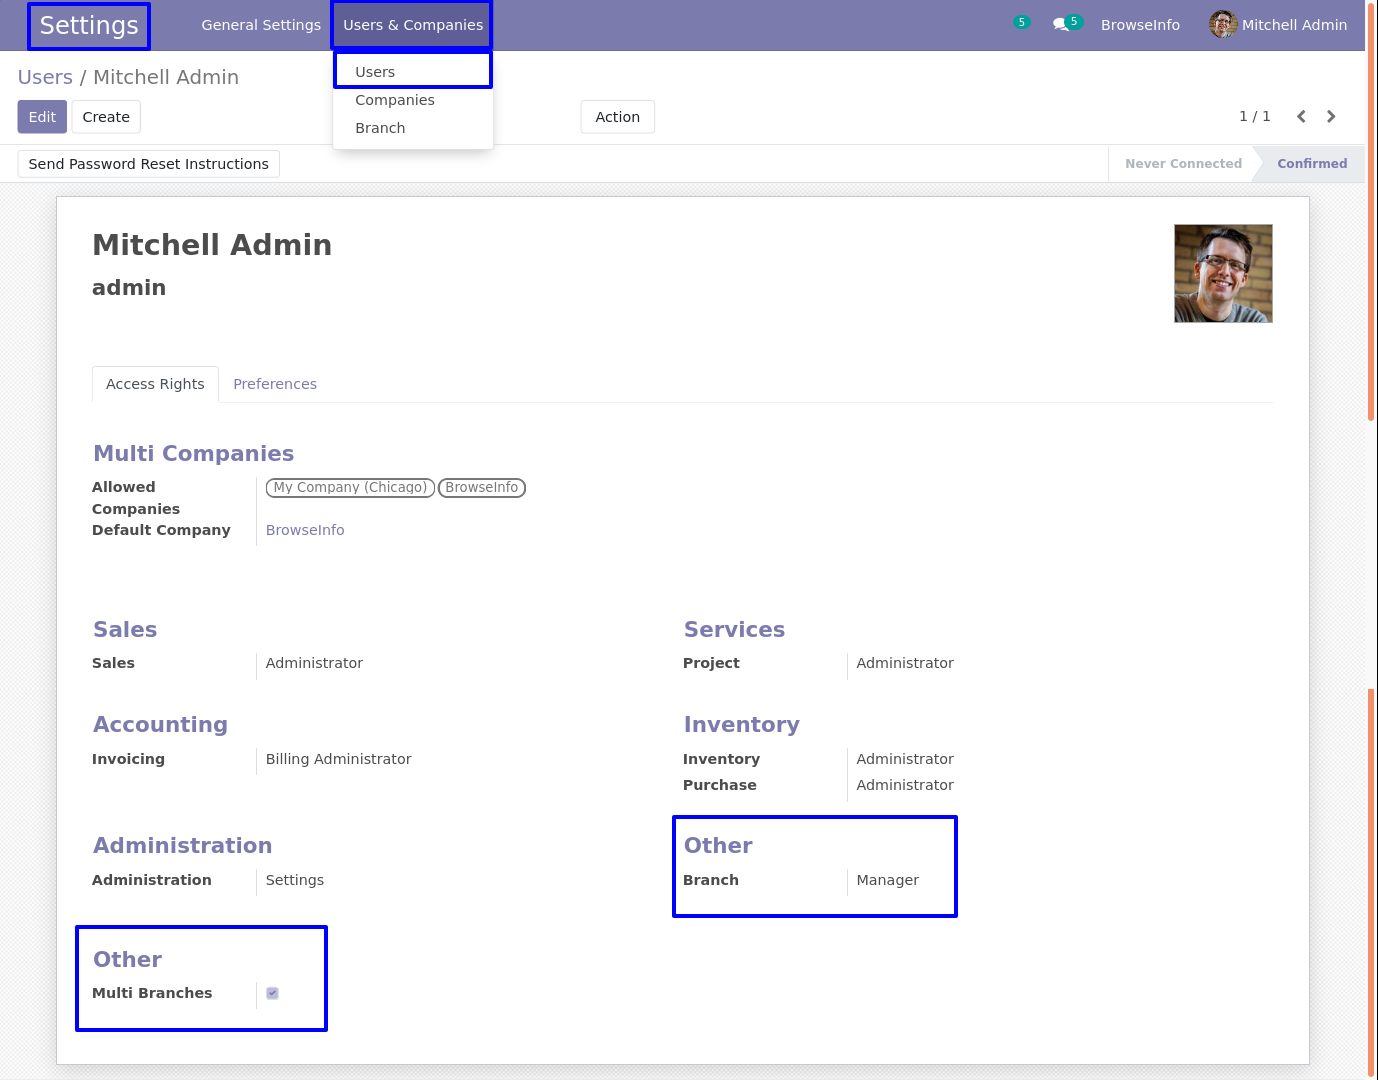 Settings General Settings Users & Companies 5 5 BrowseInfo Mitchell Admin
Users
Companies
Branch
Users / Mitchell Admin
Edit Create Action 1 / 1
Send Password Reset Instructions Never Connected Confirmed
Mitchell Admin
admin
Access Rights Preferences
Multi Companies
Allowed Companies My Company (Chicago) BrowseInfo
Default Company BrowseInfo
Sales
Sales Administrator
Services
Project Administrator
Accounting
Invoicing Billing Administrator
Inventory
Inventory Administrator
Purchase Administrator
Administration
Administration Settings
Other
Branch Manager
Other
Multi Branches